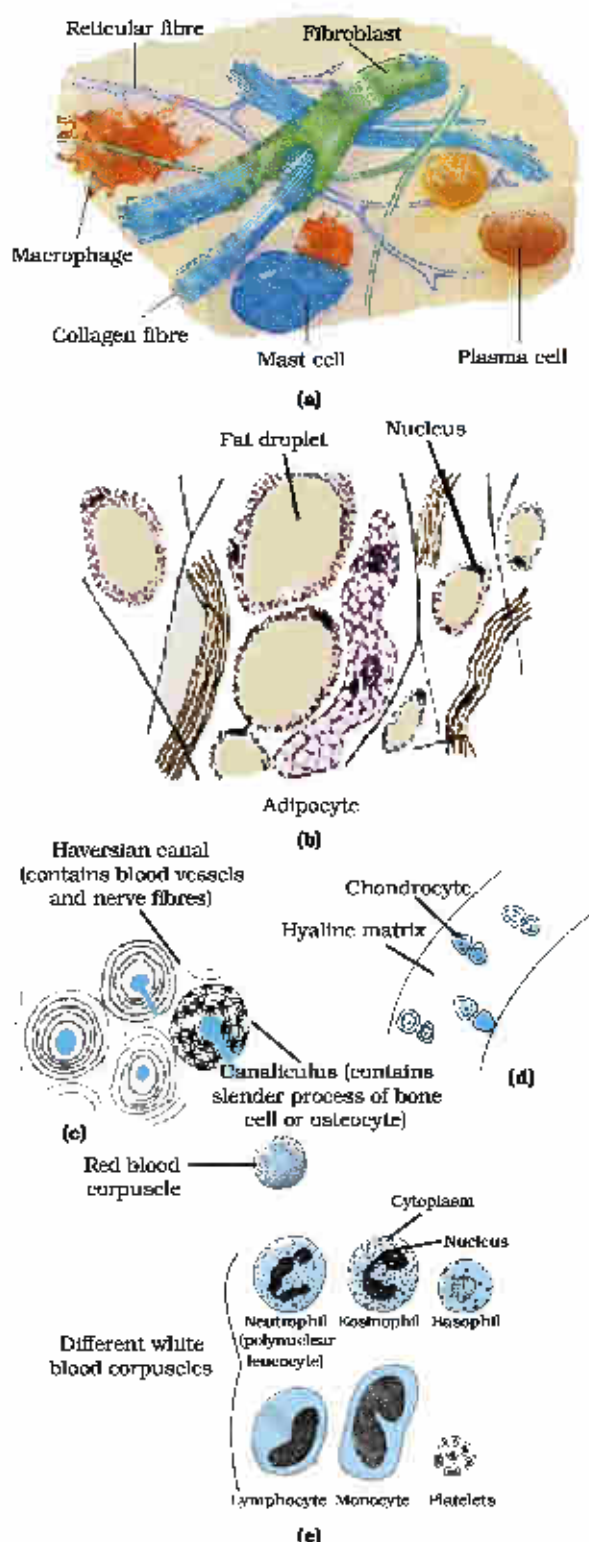 Reticular fibre
Fibroblast
Macrophage
Collagen fibre
Mast cell
Plasma cell
(a)
Fat droplet
Nucleus
Adipocyte
(b)
Haversian canal
(contains blood vessels
and nerve fibres)
Chondrocyte
Hyaline matrix
Canaliculus (contains
slender process of bone
cell or osteocyte)
(c)
(d)
Red blood
corpuscle
Cytoplasm
Nucleus
Neutrophil
(polynuclear
leucocyte)
Eosinophil
Basophil
Different white
blood corpuscles
Lymphocyte
Monocyte
Platelets
(e)